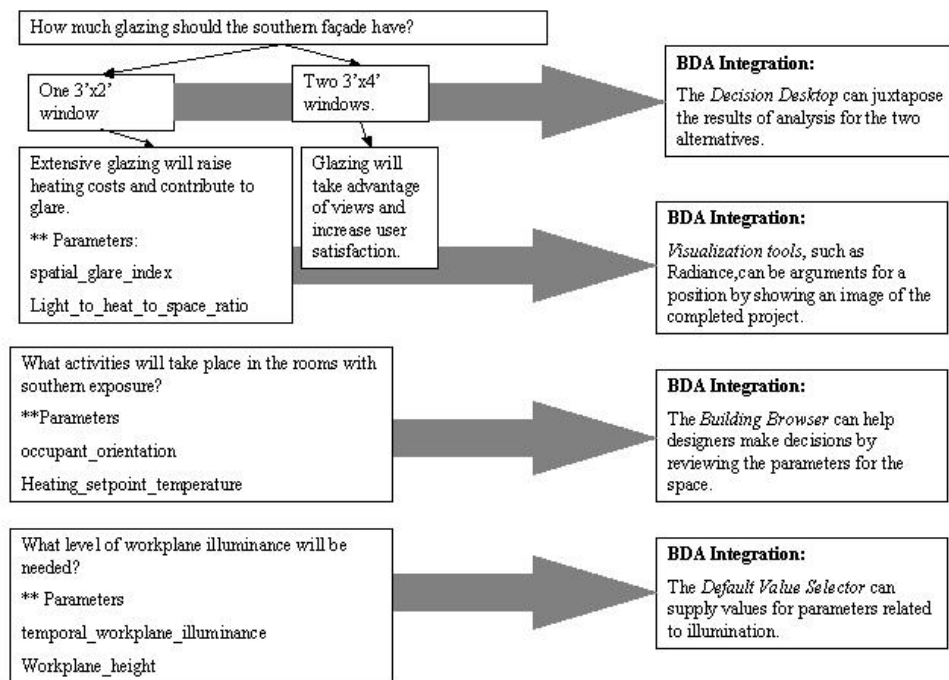 How much glazing should the southern façade have?
One 3'x2'
window
Two 3'x4'
windows.
BDA Integration:
The Decision Desktop can juxtapose
the results of analysis for the two
alternatives.
Extensive glazing will raise
heating costs and contribute to
glare.
** Parameters:
spatial_glare_index
Light_to_heat_to_space_ratio
Glazing will
take advantage
of views and
increase user
satisfaction.
BDA Integration:
Visualization tools, such as
Radiance,can be arguments for a
position by showing an image of the
completed project.
What activities will take place in the rooms with
southern exposure?
**Parameters
occupant_orientation
Heating_setpoint_temperature
BDA Integration:
The Building Browser can help
designers make decisions by
reviewing the parameters for the
space.
What level of workplane illuminance will be
needed?
** Parameters
temporal_workplane_illuminance
Workplane_height
BDA Integration:
The Default Value Selector can
supply values for parameters related
to illumination.